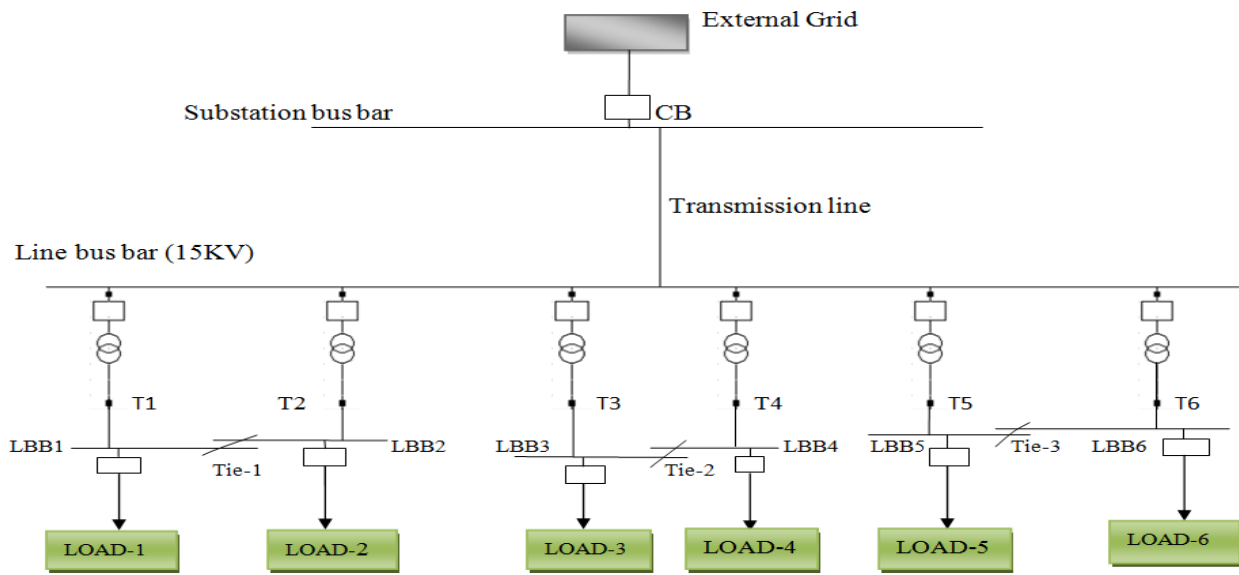 External Grid
Substation bus bar
CB
Transmission line
Line bus bar (15KV)
T1
T2
T3
T4
T5
T6
LBB1
Tie-1
LBB2
LBB3
Tie-2
LBB4
LBB5
Tie-3
LBB6
LOAD-1
LOAD-2
LOAD-3
LOAD-4
LOAD-5
LOAD-6